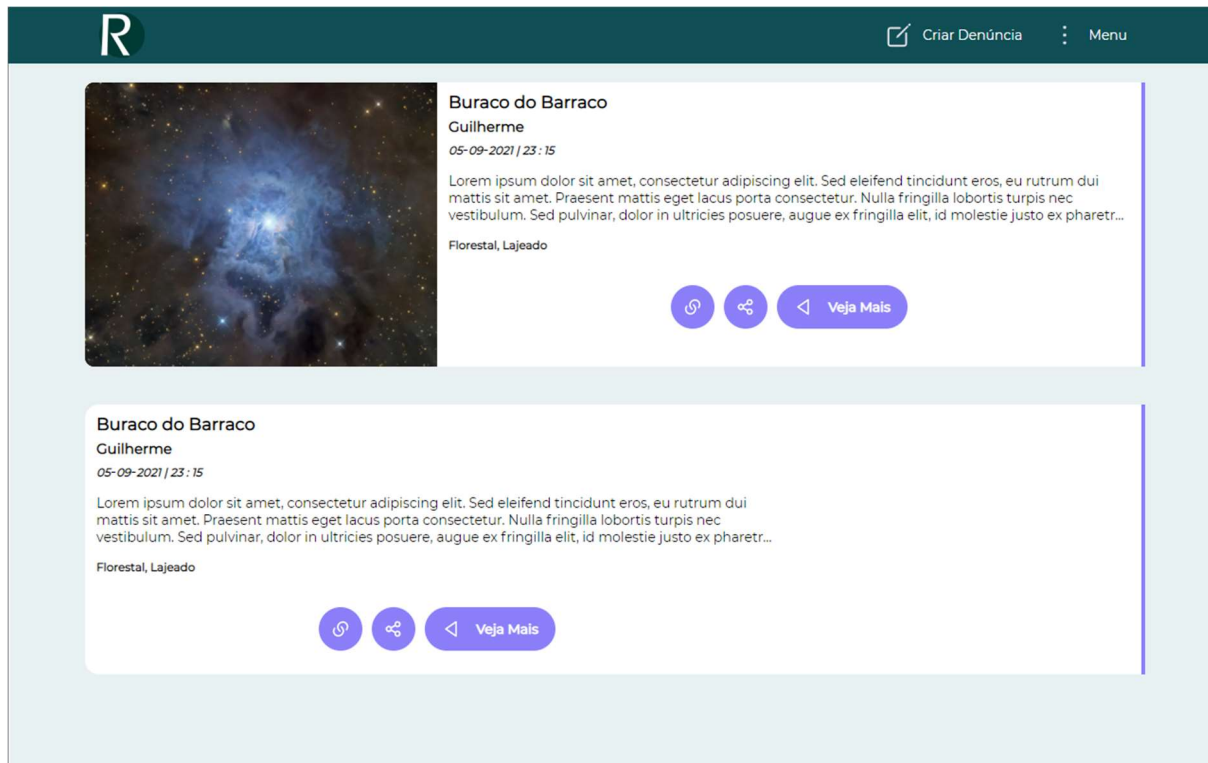 R
Criar Denúncia
Menu
Buraco do Barraco
Guilherme
05-09-2021 | 23 : 15
Lorem ipsum dolor sit amet, consectetur adipiscing elit. Sed eleifend tincidunt eros, eu rutrum dui
mattis sit amet. Praesent mattis eget lacus porta consectetur. Nulla fringilla lobortis turpis nec
vestibulum. Sed pulvinar, dolor in ultricies posuere, augue ex fringilla elit, id molestie justo ex pharetr...
Florestal, Lajeado
Veja Mais
Buraco do Barraco
Guilherme
05-09-2021 | 23 : 15
Lorem ipsum dolor sit amet, consectetur adipiscing elit. Sed eleifend tincidunt eros, eu rutrum dui
mattis sit amet. Praesent mattis eget lacus porta consectetur. Nulla fringilla lobortis turpis nec
vestibulum. Sed pulvinar, dolor in ultricies posuere, augue ex fringilla elit, id molestie justo ex pharetr...
Florestal, Lajeado
Veja Mais